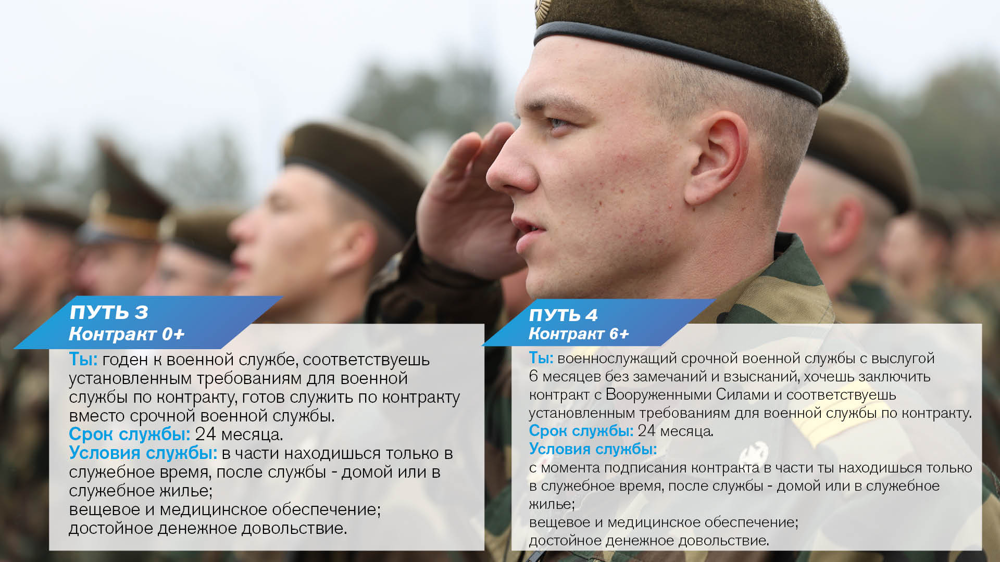 ПУТЬ 3
Контракт 0+
Ты: годен к военной службе, соответствуешь
установленным требованиям для военной
службы по контракту, готов служить по контракту
вместо срочной военной службы.
Срок службы: 24 месяца.
Условия службы: в части находишься только в
служебное время, после службы - домой или в
служебное жилье;
вещевое и медицинское обеспечение;
достойное денежное довольствие.
ПУТЬ 4
Контракт 6+
Ты: военнослужащий срочной военной службы с выслугой
6 месяцев без замечаний и взысканий, хочешь заключить
контракт с Вооруженными Силами и соответствуешь
установленным требованиям для военной службы по контракту.
Срок службы: 24 месяца.
Условия службы:
с момента подписания контракта в части ты находишься только
в служебное время, после службы - домой или в служебное
жилье;
вещевое и медицинское обеспечение;
достойное денежное довольствие.